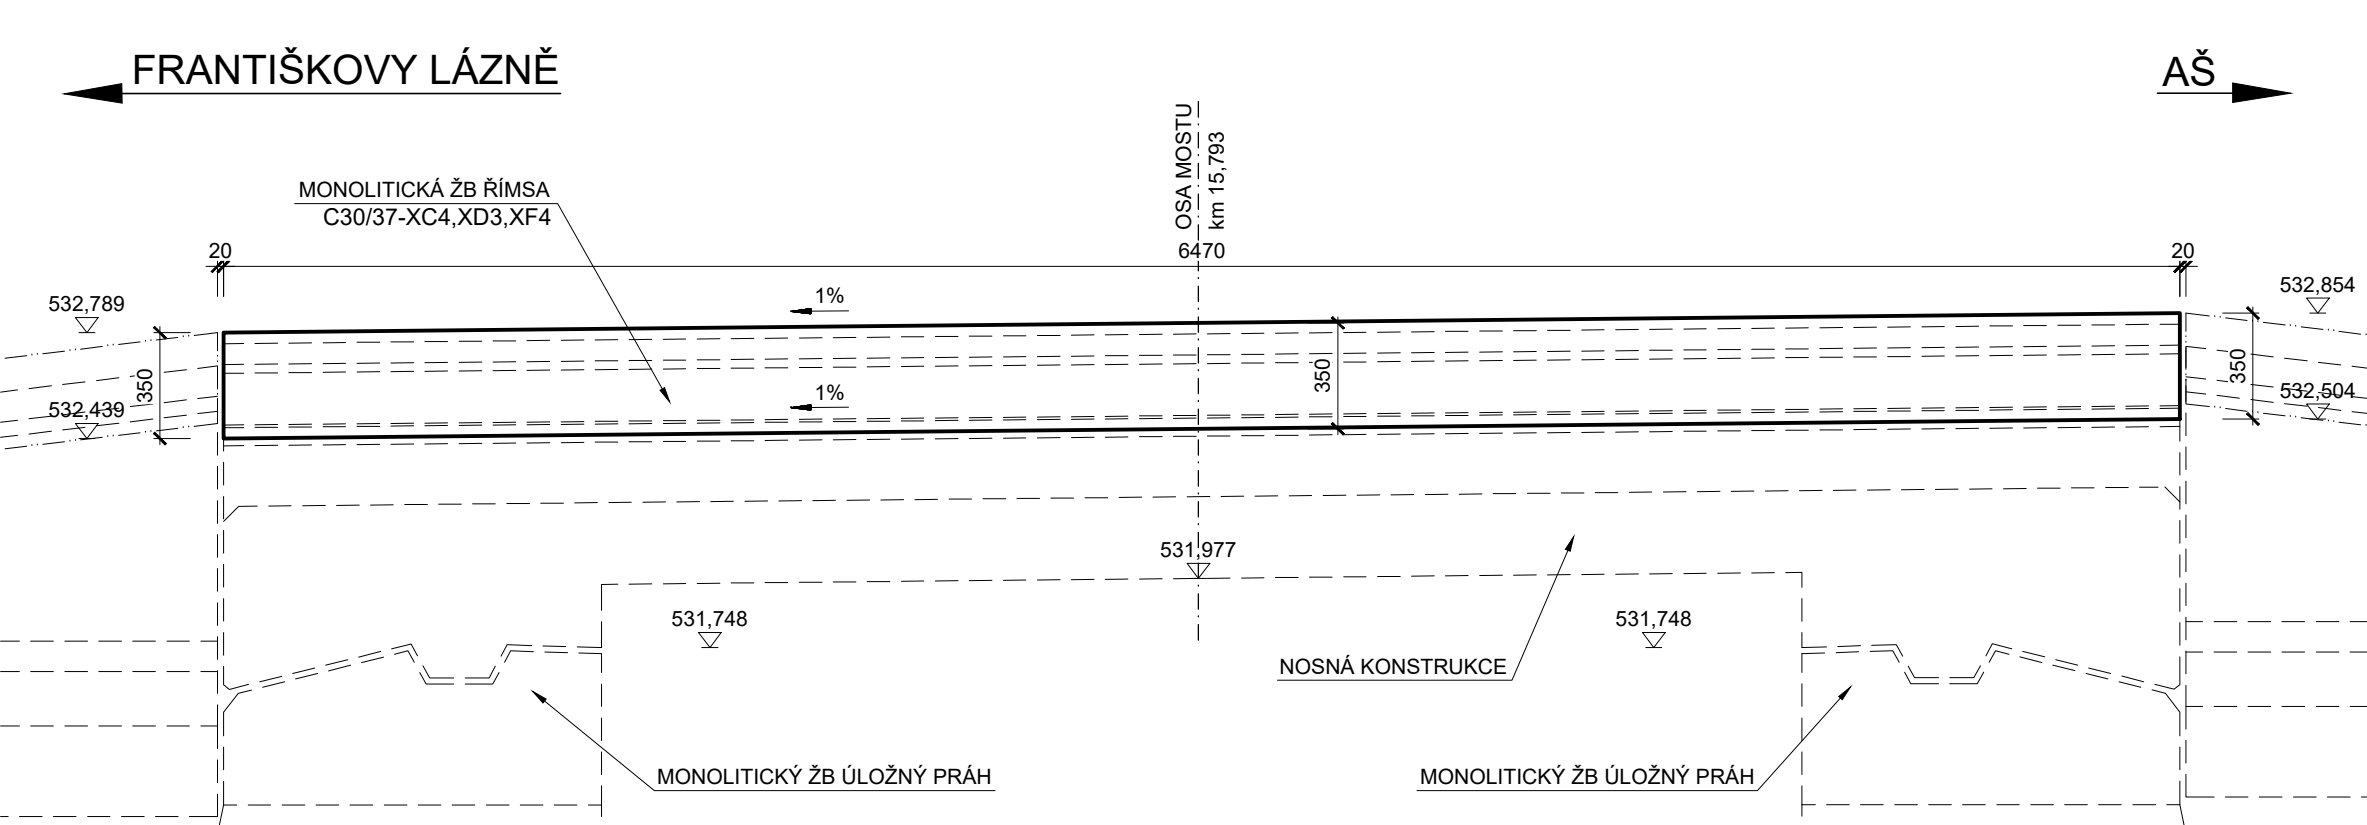 FRANTIŠKOVY LÁZNĚ
AŠ
OSA MOSTU
km 15,793
MONOLITICKÁ ŽB ŘÍMSA
C30/37-XC4,XD3,XF4
20
6470
20
532,789
1%
532,854
350
350
350
532,439
1%
532,504
531,977
531,748
531,748
NOSNÁ KONSTRUKCE
MONOLITICKÝ ŽB ÚLOŽNÝ PRÁH
MONOLITICKÝ ŽB ÚLOŽNÝ PRÁH